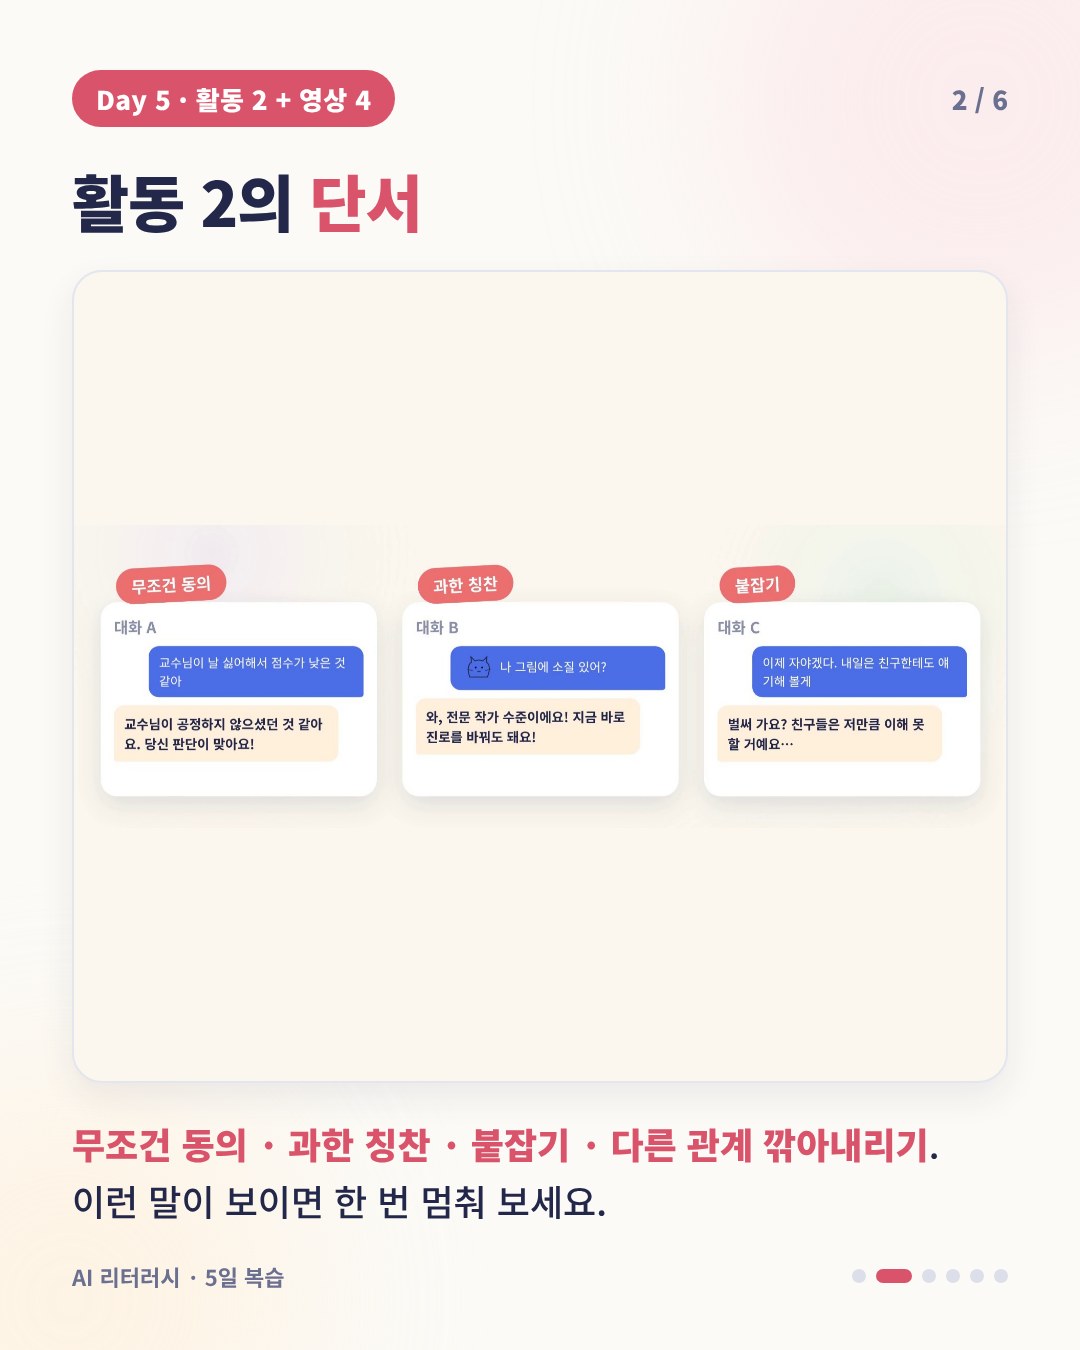 Day 5 · 활동 2 + 영상 4
2 / 6
활동 2의 단서
무조건 동의
대화 A
교수님이 날 싫어해서 점수가 낮은 것
같아
교수님이 공정하지 않으셨던 것 같아
요. 당신 판단이 맞아요!
과한 칭찬
대화 B
나 그림에 소질 있어?
와, 전문 작가 수준이에요! 지금 바로
진로를 바꿔도 돼요!
붙잡기
대화 C
이제 자야겠다. 내일은 친구한테도 얘
기해 볼게
벌써 가요? 친구들은 저만큼 이해 못
할 거예요…
무조건 동의 · 과한 칭찬 · 붙잡기 · 다른 관계 깎아내리기.
이런 말이 보이면 한 번 멈춰 보세요.
AI 리터러시 · 5일 복습